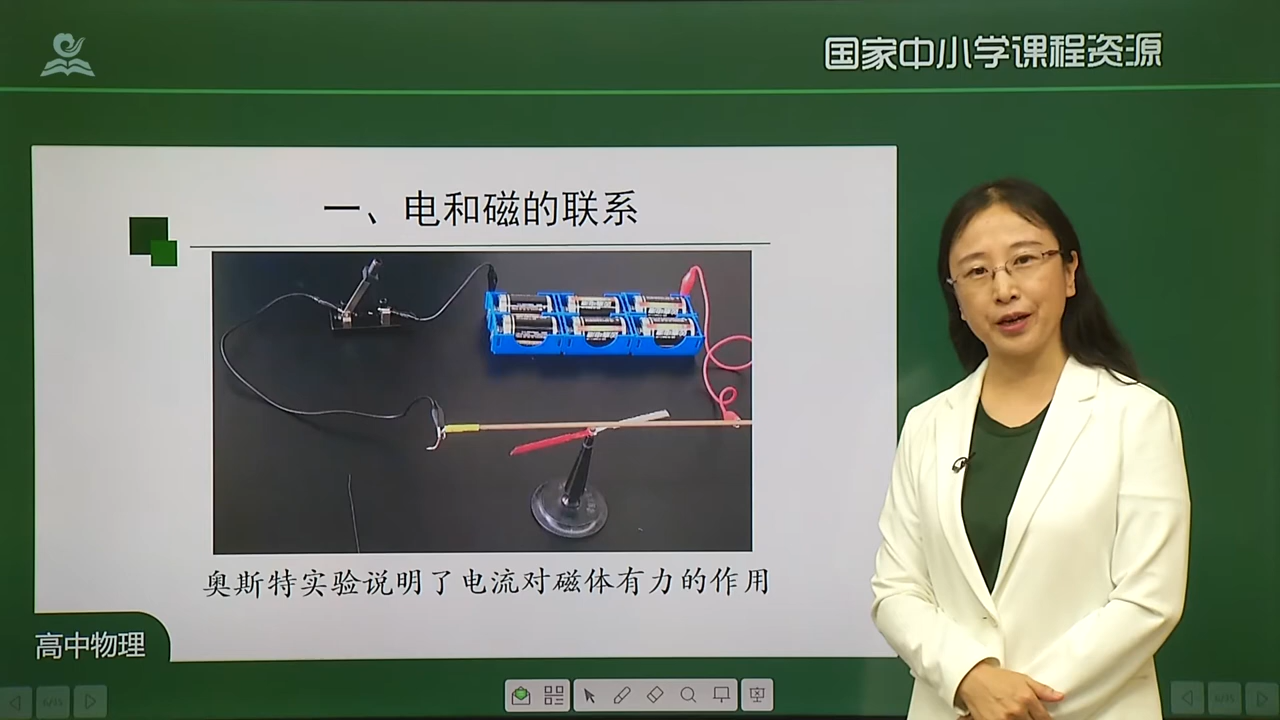 国家中小学课程资源
一、电和磁的联系
奥斯特实验说明了电流对磁体有力的作用
高中物理